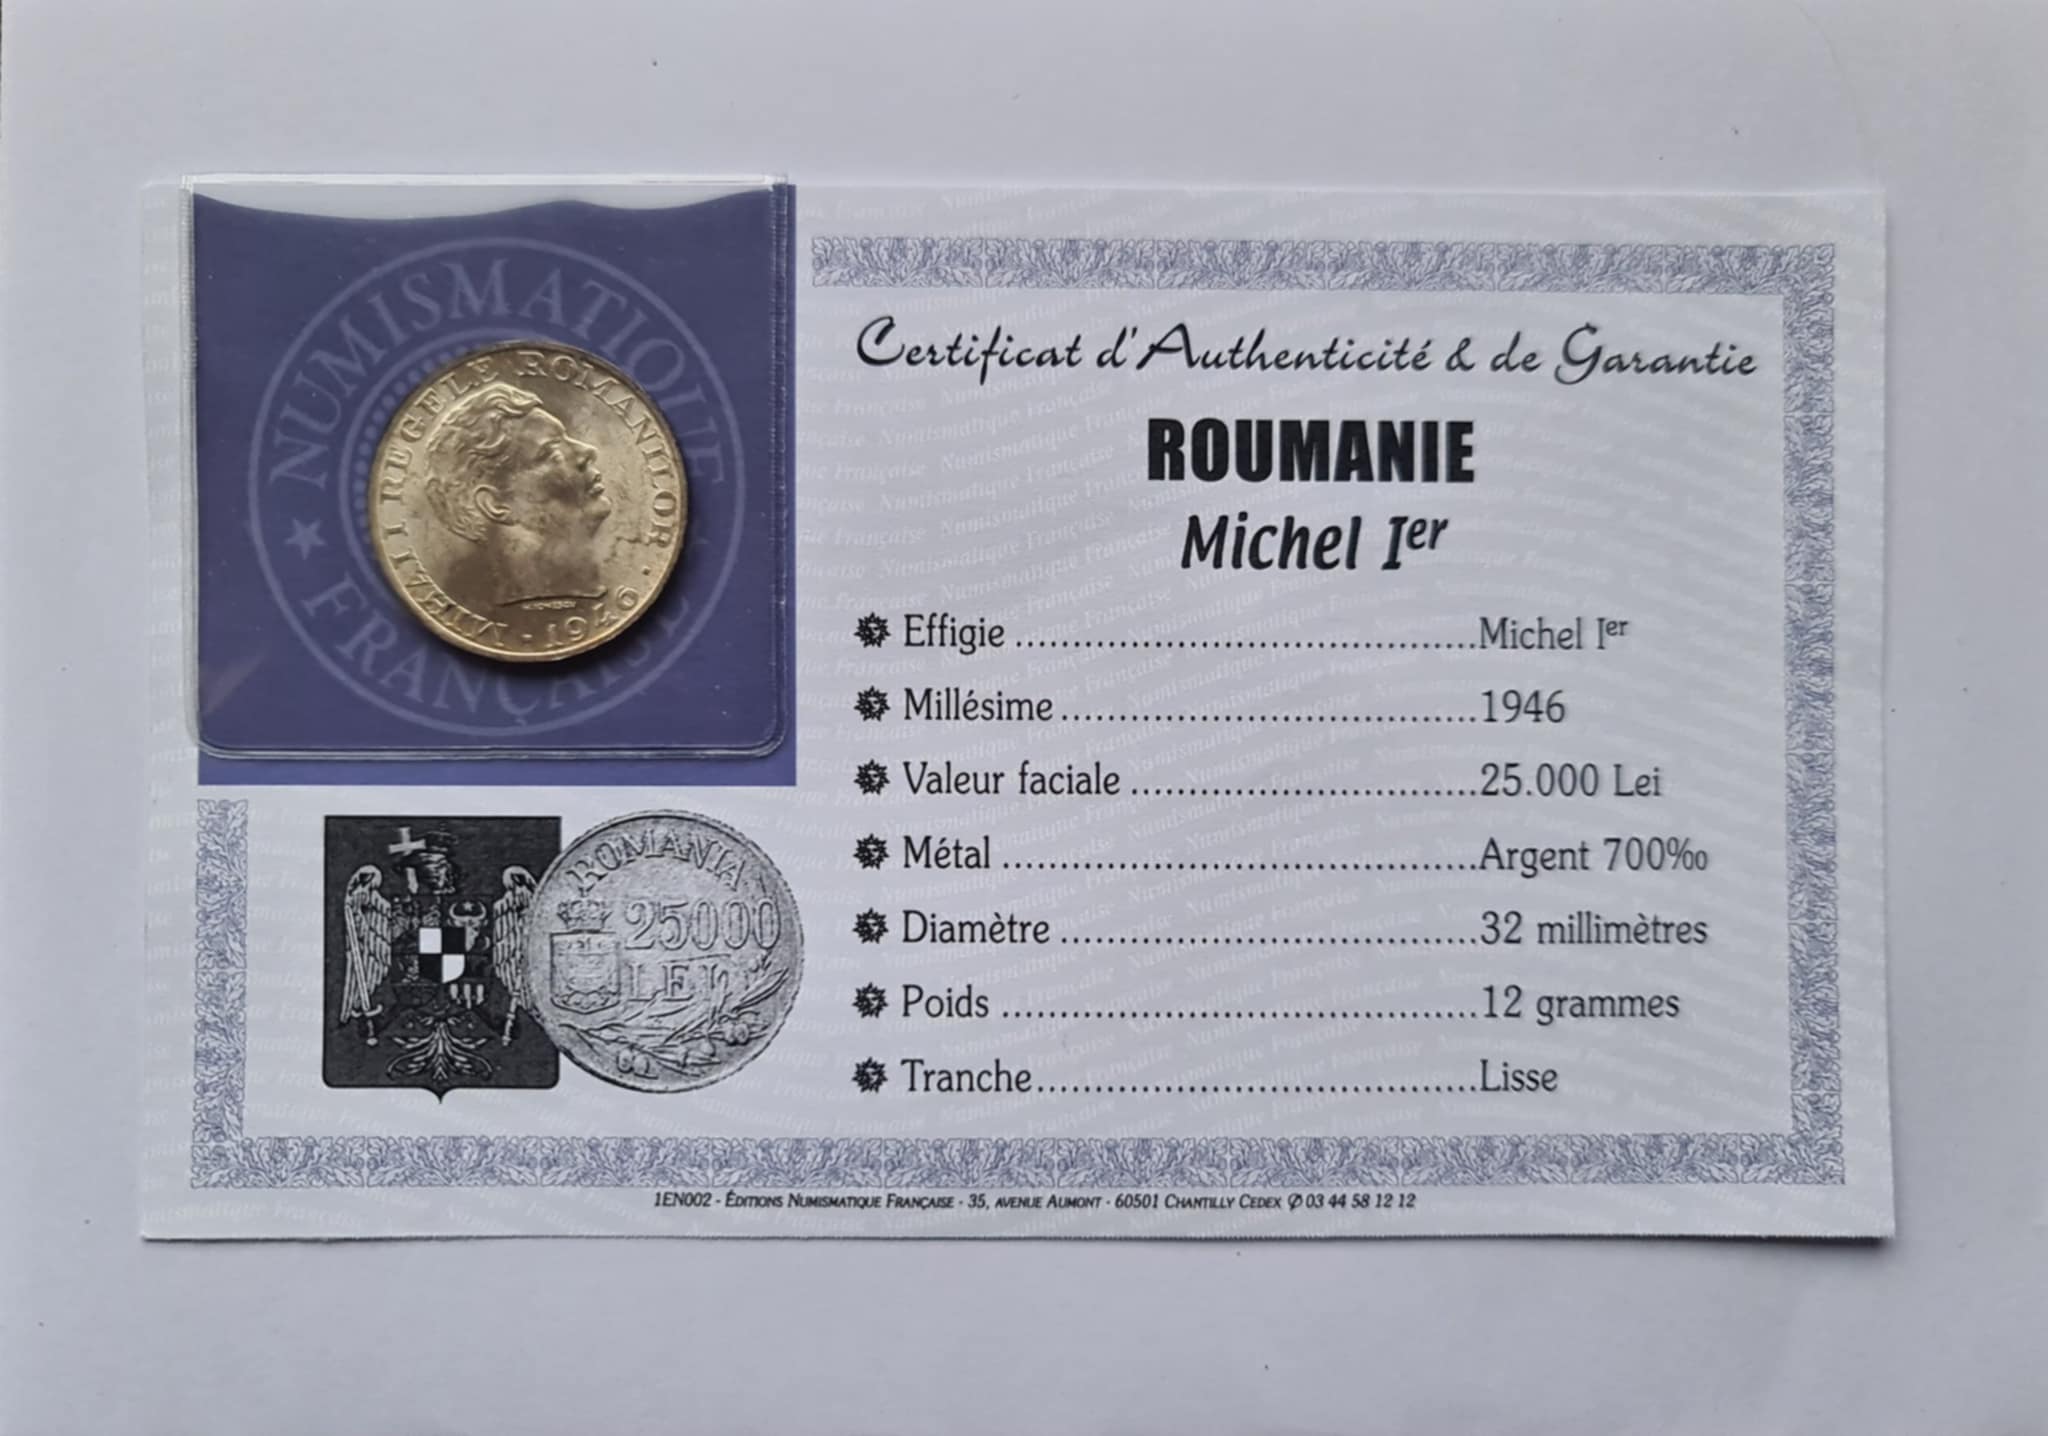 NUMISMATIQUE
★ FRANÇAISE
MIHAI I REGELE ROMANILOR · 1946 ·
Certificat d'Authenticité & de Garantie
ROUMANIE
Michel Ier
Effigie ........................................ Michel Ier
Millésime .................................... 1946
Valeur faciale .............................. 25.000 Lei
Métal ......................................... Argent 700‰
Diamètre .................................... 32 millimètres
Poids ......................................... 12 grammes
Tranche ...................................... Lisse
ROMANIA
25000
LEI
1EN002 - ÉDITIONS NUMISMATIQUE FRANÇAISE - 35, AVENUE AUMONT - 60501 CHANTILLY CEDEX ✆ 03 44 58 12 12